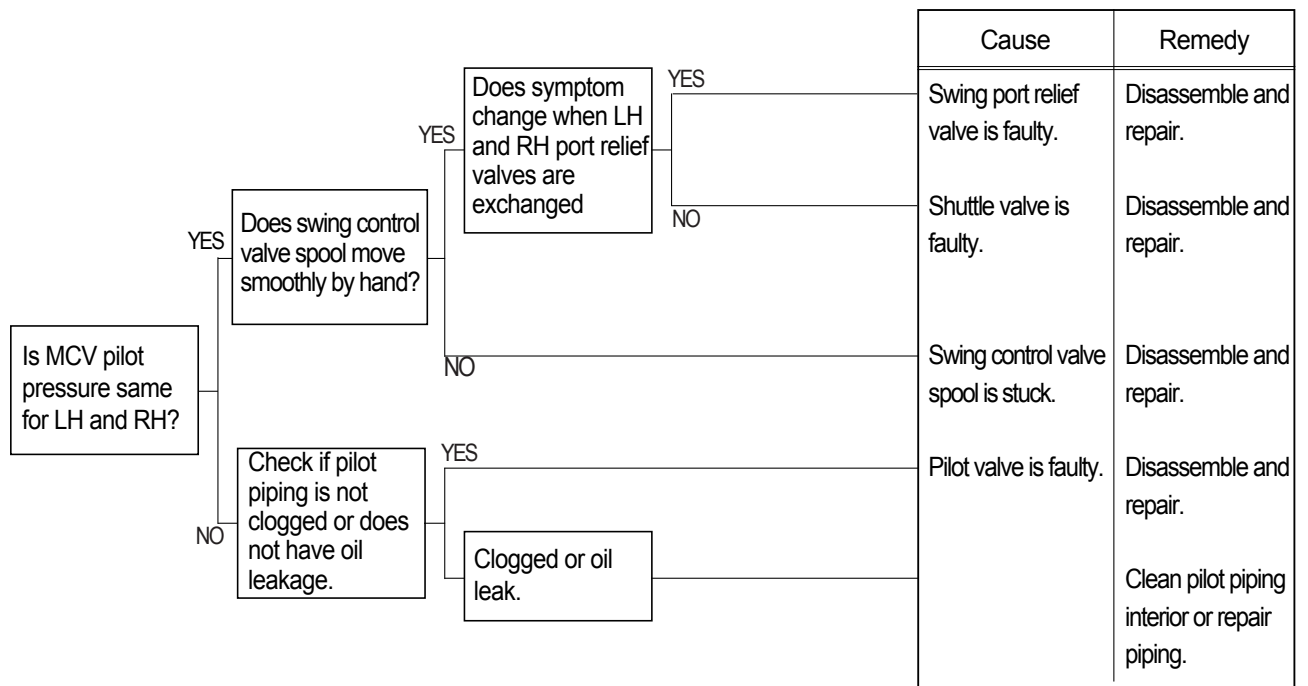 Cause
Remedy
Does symptom
change when LH
and RH port relief
valves are
exchanged
YES
NO
Swing port relief
valve is faulty.
Disassemble and
repair.
Shuttle valve is
faulty.
Disassemble and
repair.
YES
Does swing control
valve spool move
smoothly by hand?
YES
NO
Swing control valve
spool is stuck.
Disassemble and
repair.
Is MCV pilot
pressure same
for LH and RH?
NO
Check if pilot
piping is not
clogged or does
not have oil
leakage.
YES
Pilot valve is faulty.
Disassemble and
repair.
Clogged or oil
leak.
Clean pilot piping
interior or repair
piping.